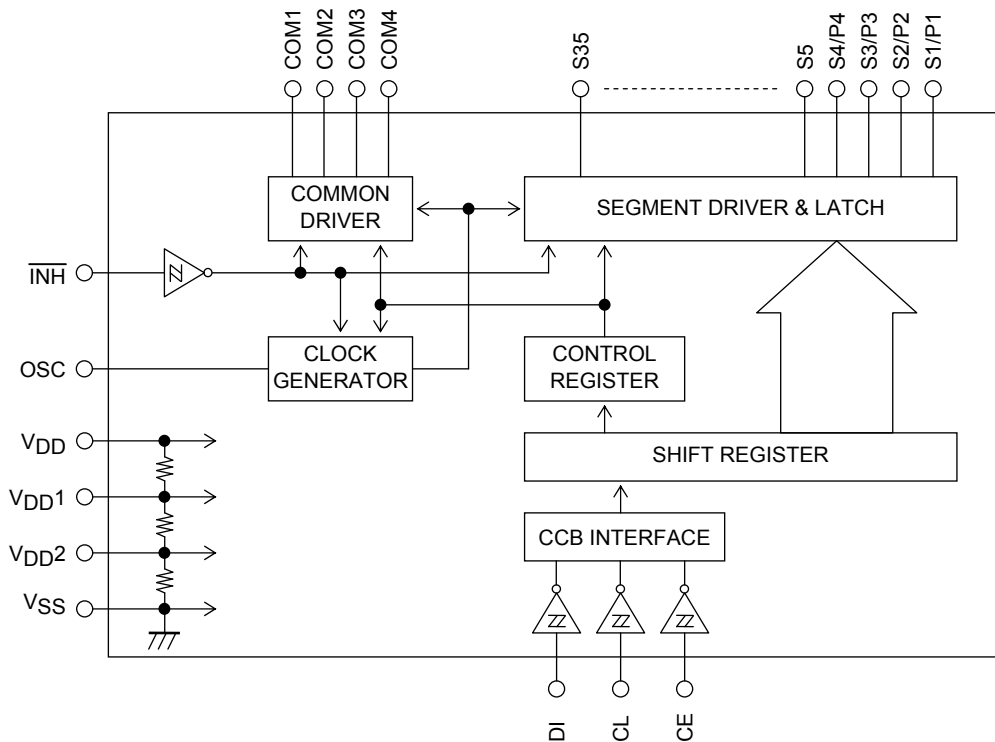 COM1
COM2
COM3
COM4
S35
S5
S4/P4
S3/P3
S2/P2
S1/P1
COMMON
DRIVER
SEGMENT DRIVER & LATCH
INH
OSC
CLOCK
GENERATOR
CONTROL
REGISTER
VDD
SHIFT REGISTER
VDD1
CCB INTERFACE
VDD2
VSS
DI
CL
CE